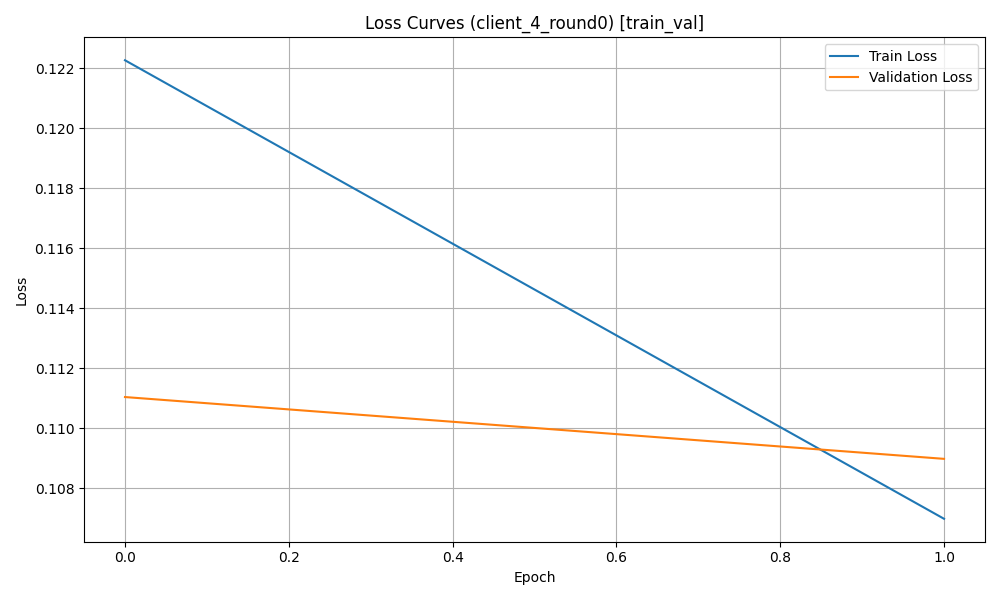 Loss Curves (client_4_round0) [train_val]
Train Loss
Validation Loss
0.122
0.120
0.118
0.116
0.114
0.112
0.110
0.108
Loss
0.0 0.2 0.4 0.6 0.8 1.0
Epoch